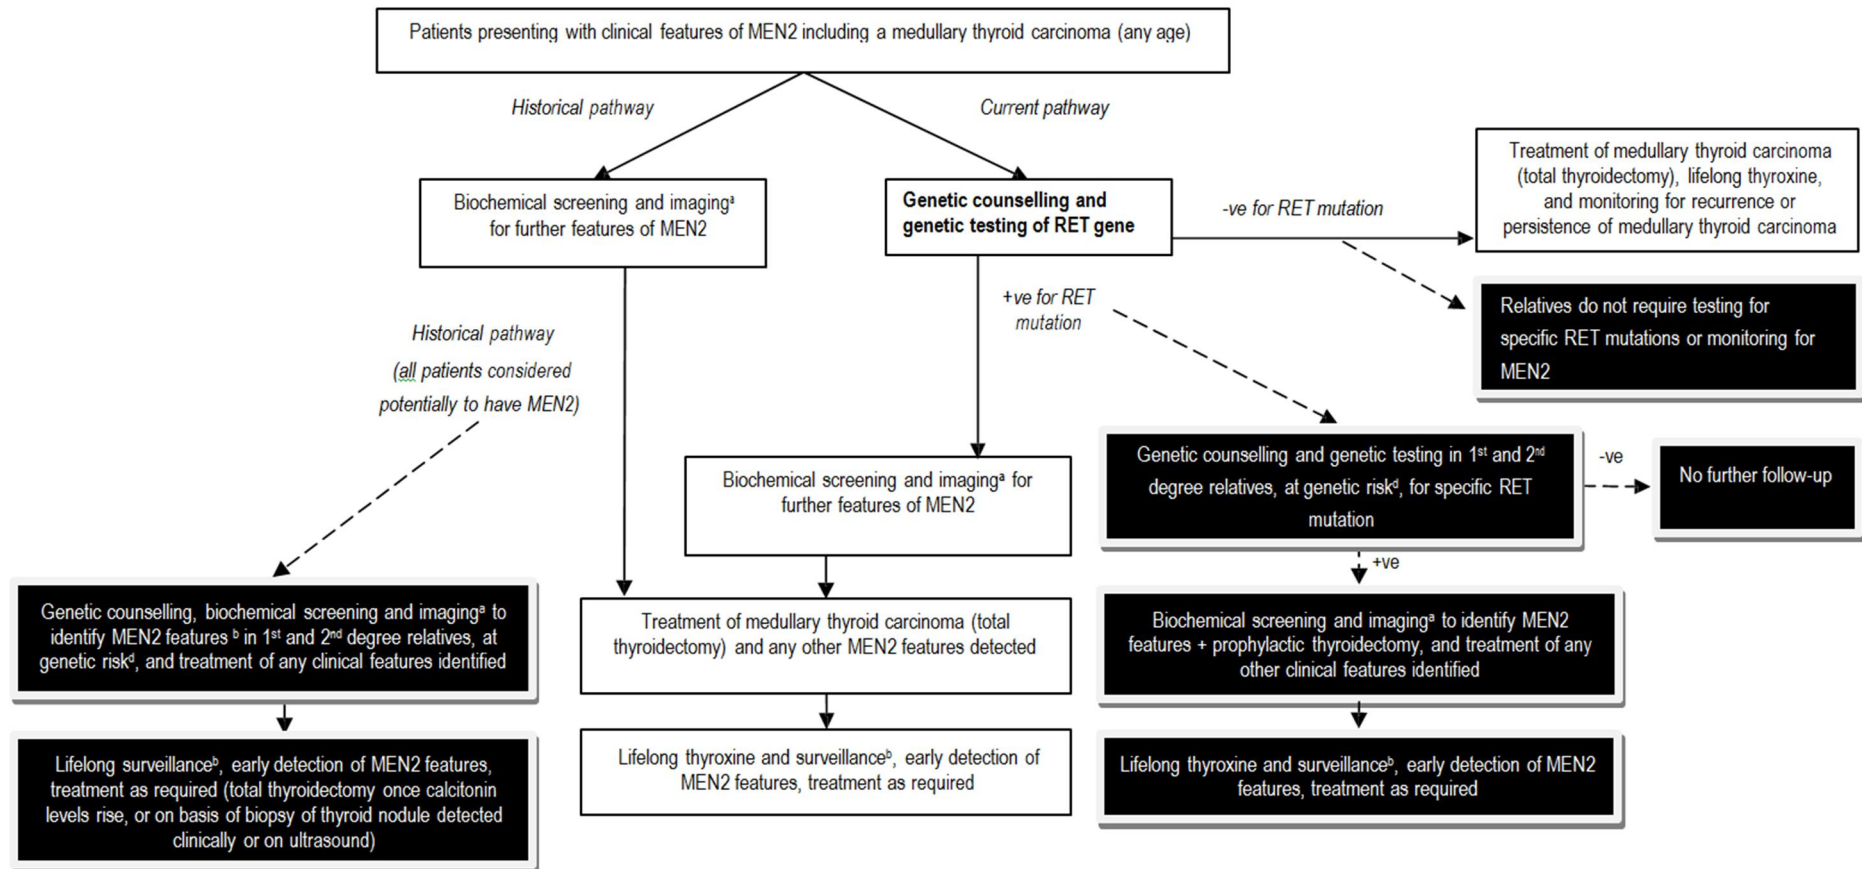 Patients presenting with clinical features of MEN2 including a medullary thyroid carcinoma (any age)
Historical pathway
Current pathway
Biochemical screening and imagingᵃ
for further features of MEN2
Genetic counselling and
genetic testing of RET gene
-ve for RET mutation
Treatment of medullary thyroid carcinoma
(total thyroidectomy), lifelong thyroxine,
and monitoring for recurrence or
persistence of medullary thyroid carcinoma
+ve for RET
mutation
Relatives do not require testing for
specific RET mutations or monitoring for
MEN2
Historical pathway
(all patients considered
potentially to have MEN2)
Biochemical screening and imagingᵃ for
further features of MEN2
Genetic counselling and genetic testing in 1ˢᵗ and 2ⁿᵈ
degree relatives, at genetic riskᵈ, for specific RET
mutation
-ve
No further follow-up
+ve
Genetic counselling, biochemical screening and imagingᵃ to
identify MEN2 features ᵇ in 1ˢᵗ and 2ⁿᵈ degree relatives, at
genetic riskᵈ, and treatment of any clinical features identified
Treatment of medullary thyroid carcinoma (total
thyroidectomy) and any other MEN2 features detected
Biochemical screening and imagingᵃ to identify MEN2
features + prophylactic thyroidectomy, and treatment of any
other clinical features identified
Lifelong surveillanceᵇ, early detection of MEN2 features,
treatment as required (total thyroidectomy once calcitonin
levels rise, or on basis of biopsy of thyroid nodule detected
clinically or on ultrasound)
Lifelong thyroxine and surveillanceᵇ, early detection of
MEN2 features, treatment as required
Lifelong thyroxine and surveillanceᵇ, early detection of MEN2
features, treatment as required